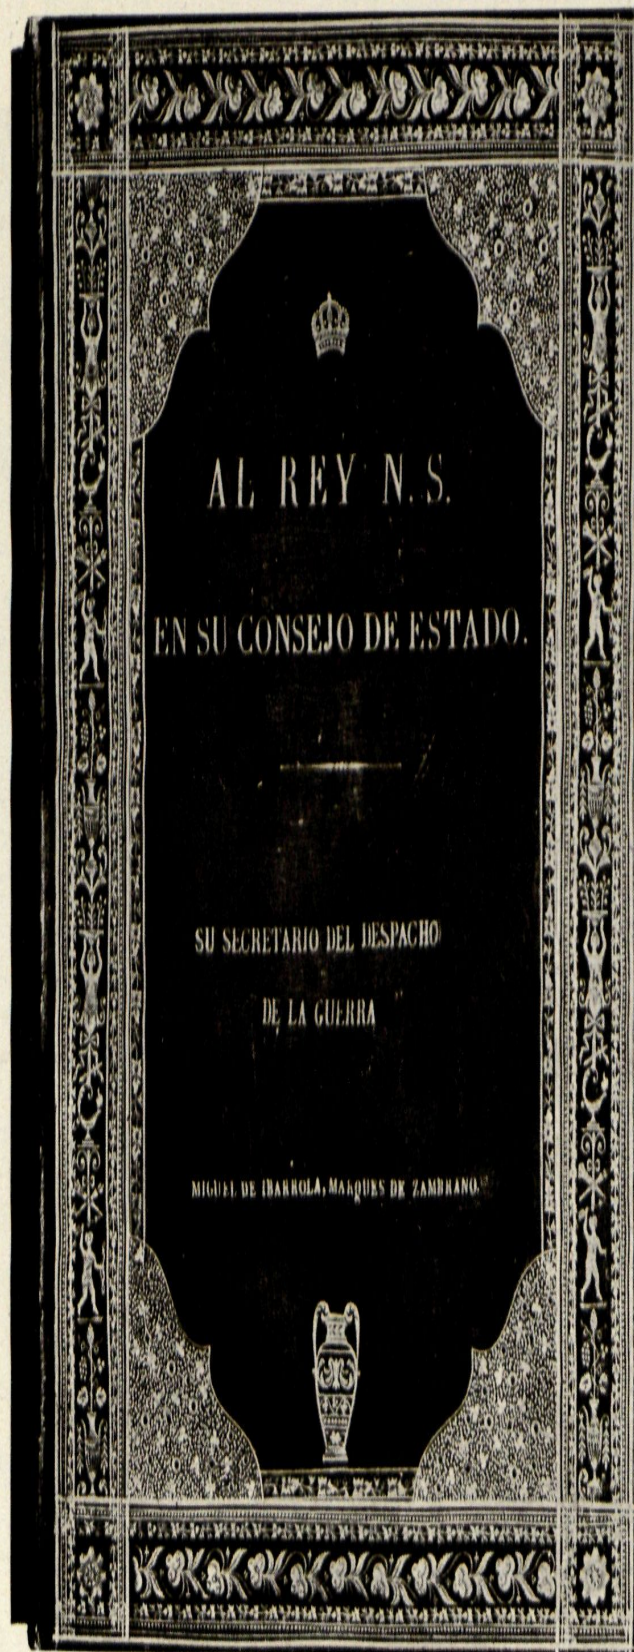 AL REY N. S.
EN SU CONSEJO DE ESTADO.
SU SECRETARIO DEL DESPACHO
DE LA GUERRA
MIGUEL DE IBARROLA, MARQUES DE ZAMBRANO.